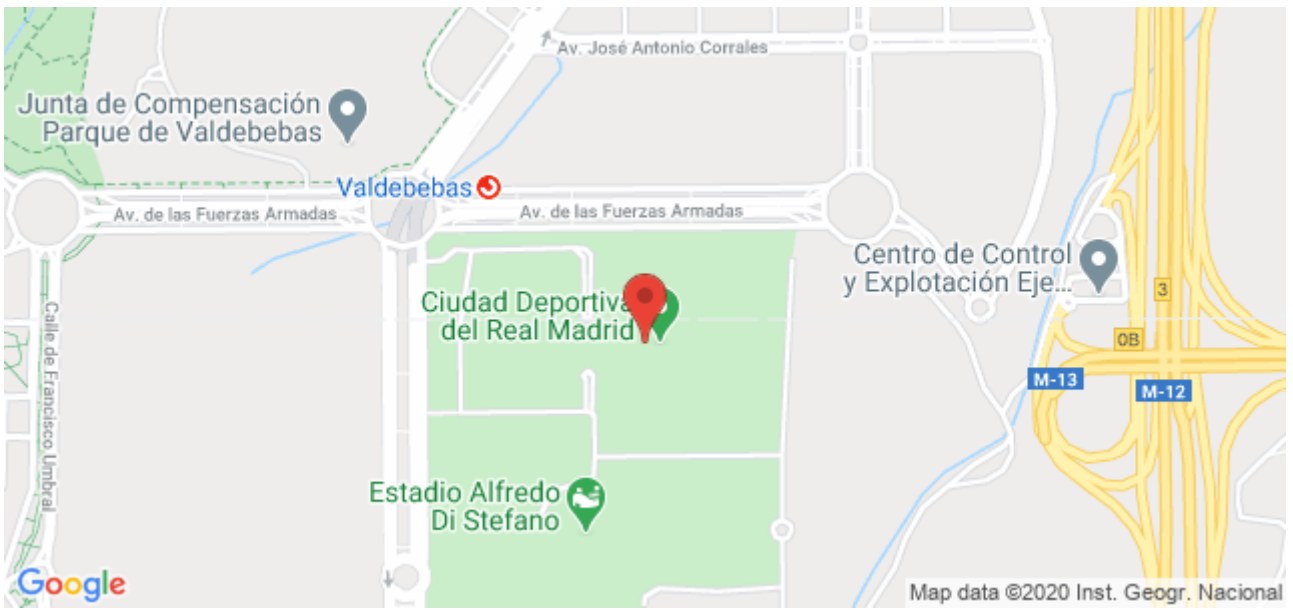 Av. José Antonio Corrales
Junta de Compensación
Parque de Valdebebas
Valdebebas
Av. de las Fuerzas Armadas
Av. de las Fuerzas Armadas
Centro de Control
y Explotación Eje...
3
Ciudad Deportiva
del Real Madrid
Calle de Francisco Umbral
0B
M-13
M-12
Estadio Alfredo
Di Stefano
Google
Map data ©2020 Inst. Geogr. Nacional